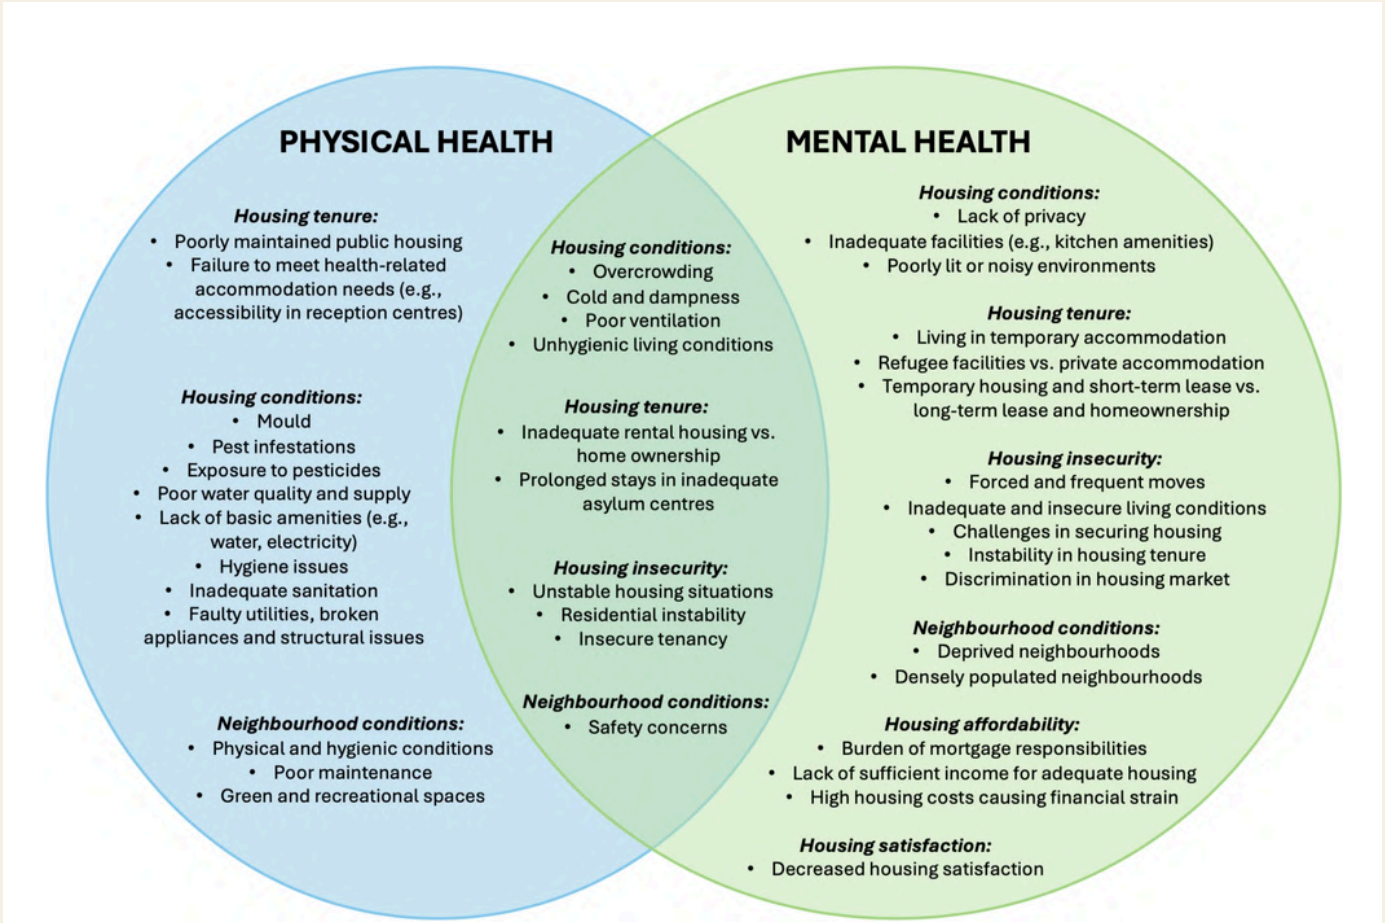 PHYSICAL HEALTH
Housing tenure:
• Poorly maintained public housing
• Failure to meet health-related
accommodation needs (e.g.,
accessibility in reception centres)
Housing conditions:
• Mould
• Pest infestations
• Exposure to pesticides
• Poor water quality and supply
• Lack of basic amenities (e.g.,
water, electricity)
• Hygiene issues
• Inadequate sanitation
• Faulty utilities, broken
appliances and structural issues
Neighbourhood conditions:
• Physical and hygienic conditions
• Poor maintenance
• Green and recreational spaces
Housing conditions:
• Overcrowding
• Cold and dampness
• Poor ventilation
• Unhygienic living conditions
Housing tenure:
• Inadequate rental housing vs.
home ownership
• Prolonged stays in inadequate
asylum centres
Housing insecurity:
• Unstable housing situations
• Residential instability
• Insecure tenancy
Neighbourhood conditions:
• Safety concerns
MENTAL HEALTH
Housing conditions:
• Lack of privacy
• Inadequate facilities (e.g., kitchen amenities)
• Poorly lit or noisy environments
Housing tenure:
• Living in temporary accommodation
• Refugee facilities vs. private accommodation
• Temporary housing and short-term lease vs.
long-term lease and homeownership
Housing insecurity:
• Forced and frequent moves
• Inadequate and insecure living conditions
• Challenges in securing housing
• Instability in housing tenure
• Discrimination in housing market
Neighbourhood conditions:
• Deprived neighbourhoods
• Densely populated neighbourhoods
Housing affordability:
• Burden of mortgage responsibilities
• Lack of sufficient income for adequate housing
• High housing costs causing financial strain
Housing satisfaction:
• Decreased housing satisfaction